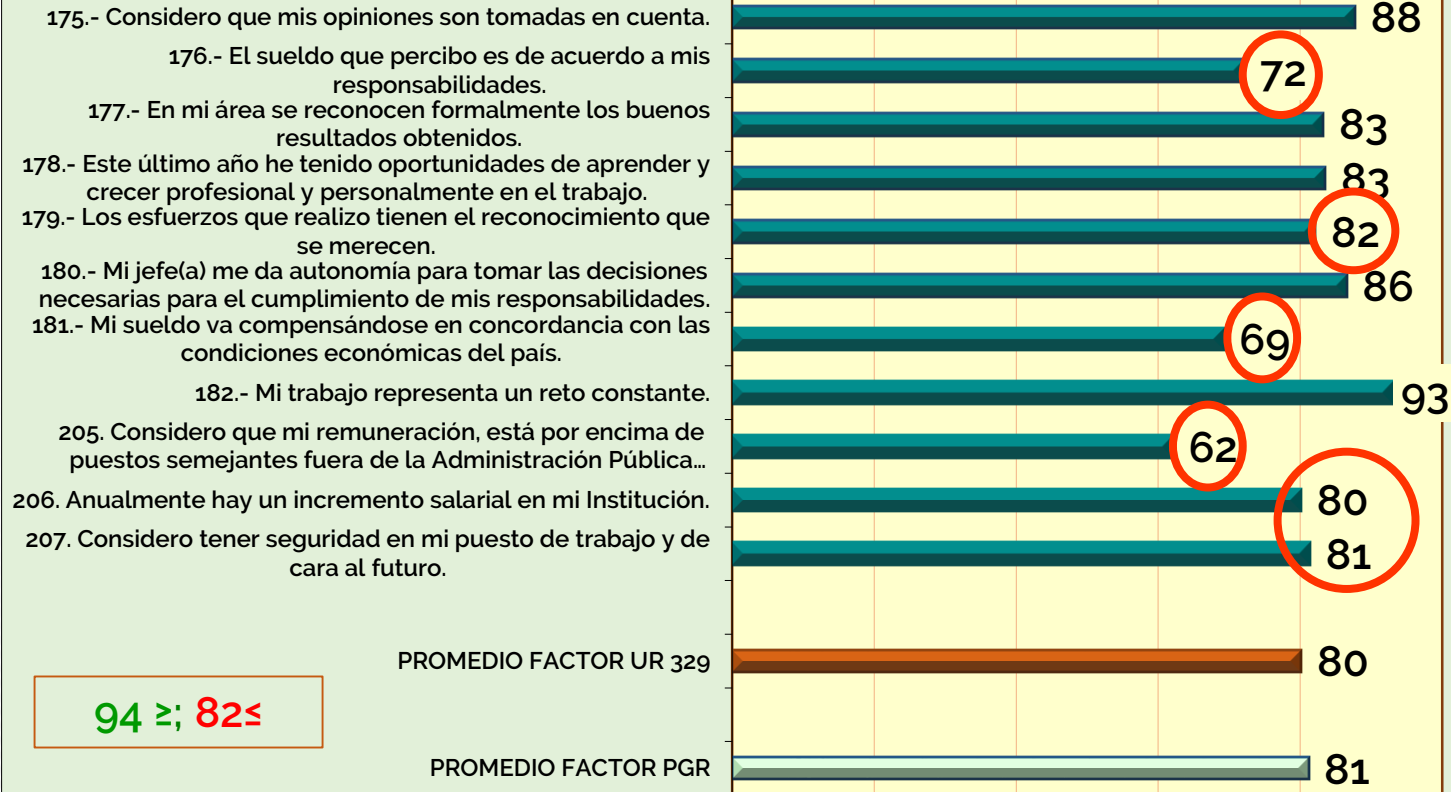 175.- Considero que mis opiniones son tomadas en cuenta.
88
176.- El sueldo que percibo es de acuerdo a mis
responsabilidades.
72
177.- En mi área se reconocen formalmente los buenos
resultados obtenidos.
83
178.- Este último año he tenido oportunidades de aprender y
crecer profesional y personalmente en el trabajo.
83
179.- Los esfuerzos que realizo tienen el reconocimiento que
se merecen.
82
180.- Mi jefe(a) me da autonomía para tomar las decisiones
necesarias para el cumplimiento de mis responsabilidades.
86
181.- Mi sueldo va compensándose en concordancia con las
condiciones económicas del país.
69
182.- Mi trabajo representa un reto constante.
93
205. Considero que mi remuneración, está por encima de
puestos semejantes fuera de la Administración Pública...
62
206. Anualmente hay un incremento salarial en mi Institución.
80
207. Considero tener seguridad en mi puesto de trabajo y de
cara al futuro.
81
PROMEDIO FACTOR UR 329
80
94 ≥; 82≤
PROMEDIO FACTOR PGR
81